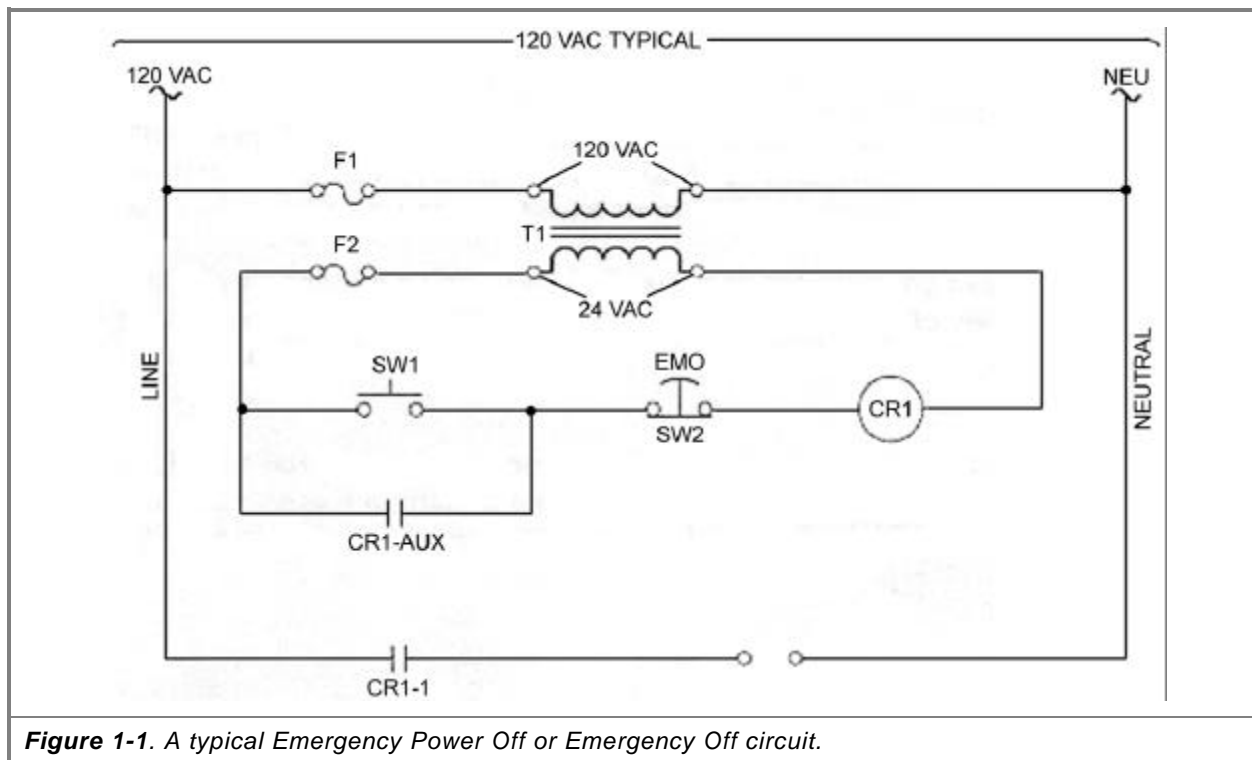 120 VAC TYPICAL
120 VAC
NEU
F1
120 VAC
T1
F2
24 VAC
LINE
NEUTRAL
SW1
EMO
CR1
SW2
CR1-AUX
CR1-1
Figure 1-1. A typical Emergency Power Off or Emergency Off circuit.